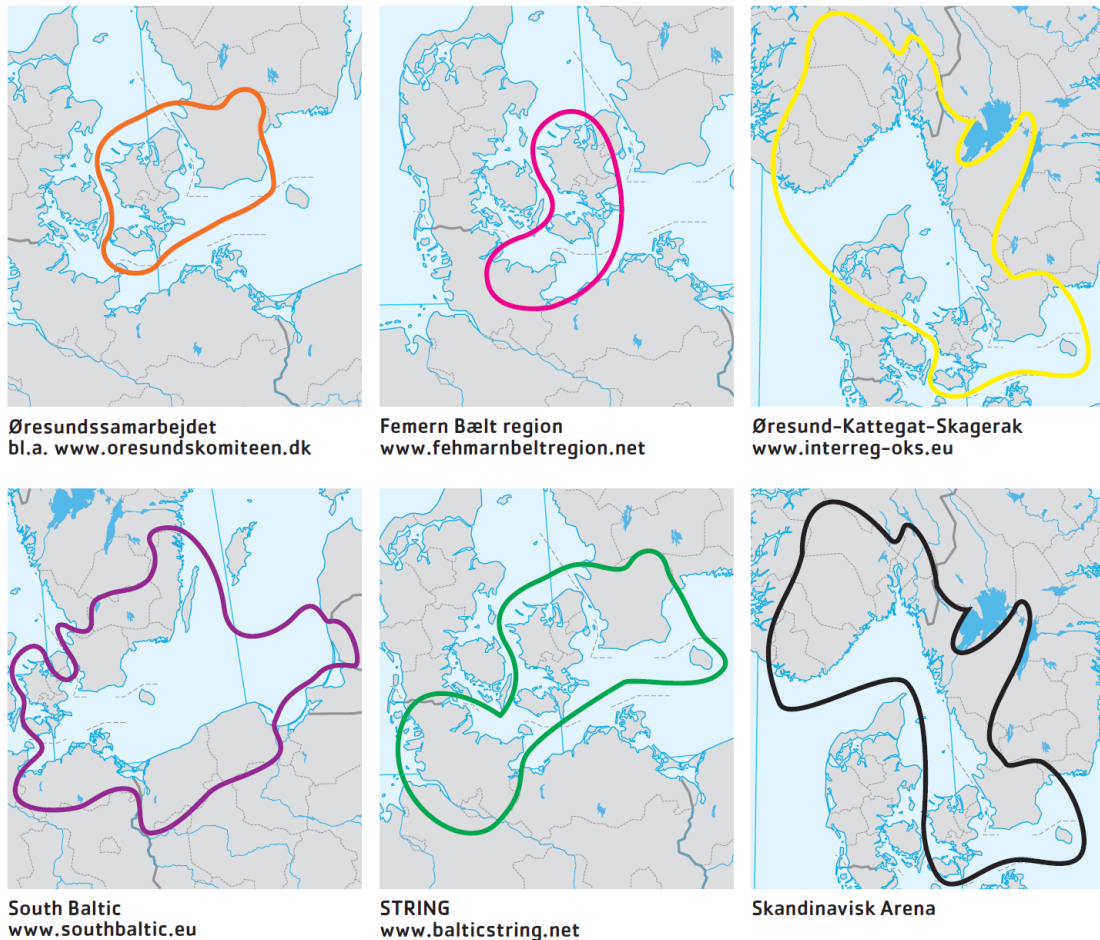 Øresundssamarbejdet
bl.a. www.oresundskomiteen.dk
Femern Bælt region
www.fehmarnbeltregion.net
Øresund-Kattegat-Skagerak
www.interreg-oks.eu
South Baltic
www.southbaltic.eu
STRING
www.balticstring.net
Skandinavisk Arena